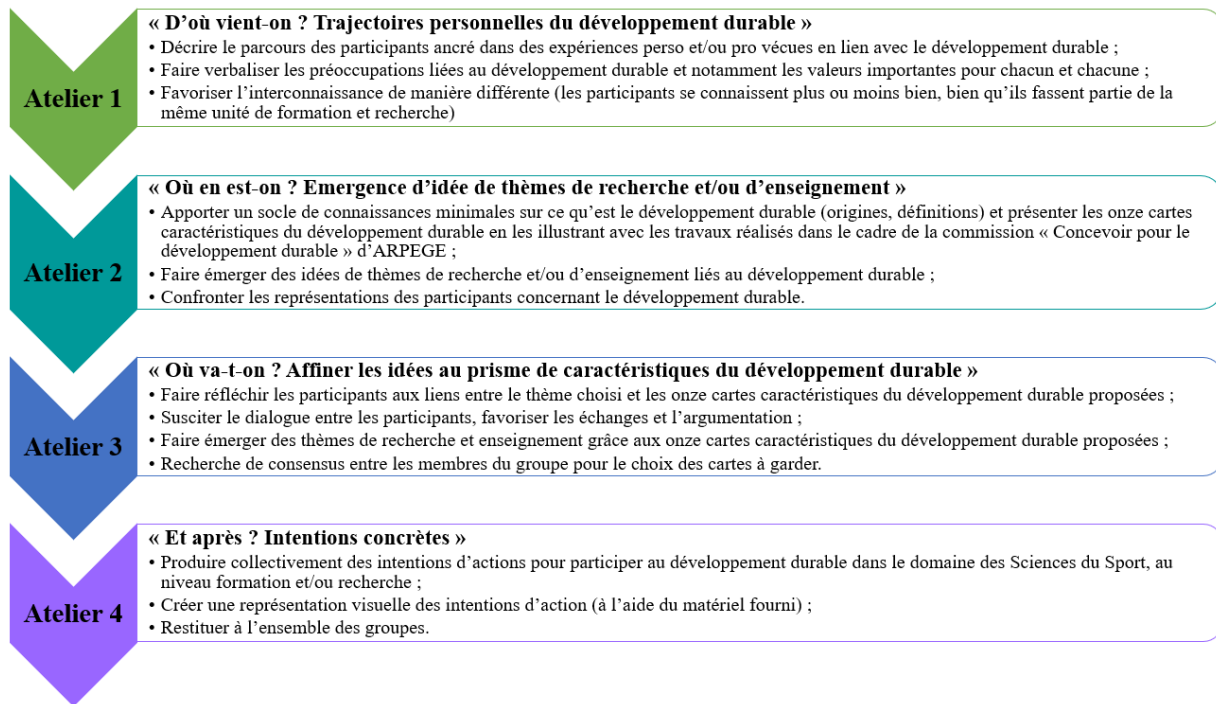 Atelier 1
« D’où vient-on ? Trajectoires personnelles du développement durable »
• Décrire le parcours des participants ancré dans des expériences perso et/ou pro vécues en lien avec le développement durable ;
• Faire verbaliser les préoccupations liées au développement durable et notamment les valeurs importantes pour chacun et chacune ;
• Favoriser l’interconnaissance de manière différente (les participants se connaissent plus ou moins bien, bien qu’ils fassent partie de la
même unité de formation et recherche)
Atelier 2
« Où en est-on ? Emergence d’idée de thèmes de recherche et/ou d’enseignement »
• Apporter un socle de connaissances minimales sur ce qu’est le développement durable (origines, définitions) et présenter les onze cartes
caractéristiques du développement durable en les illustrant avec les travaux réalisés dans le cadre de la commission « Concevoir pour le
développement durable » d’ARPEGE ;
• Faire émerger des idées de thèmes de recherche et/ou d’enseignement liés au développement durable ;
• Confronter les représentations des participants concernant le développement durable.
Atelier 3
« Où va-t-on ? Affiner les idées au prisme de caractéristiques du développement durable »
• Faire réfléchir les participants aux liens entre le thème choisi et les onze cartes caractéristiques du développement durable proposées ;
• Susciter le dialogue entre les participants, favoriser les échanges et l’argumentation ;
• Faire émerger des thèmes de recherche et enseignement grâce aux onze cartes caractéristiques du développement durable proposées ;
• Recherche de consensus entre les membres du groupe pour le choix des cartes à garder.
Atelier 4
« Et après ? Intentions concrètes »
• Produire collectivement des intentions d’actions pour participer au développement durable dans le domaine des Sciences du Sport, au
niveau formation et/ou recherche ;
• Créer une représentation visuelle des intentions d’action (à l’aide du matériel fourni) ;
• Restituer à l’ensemble des groupes.